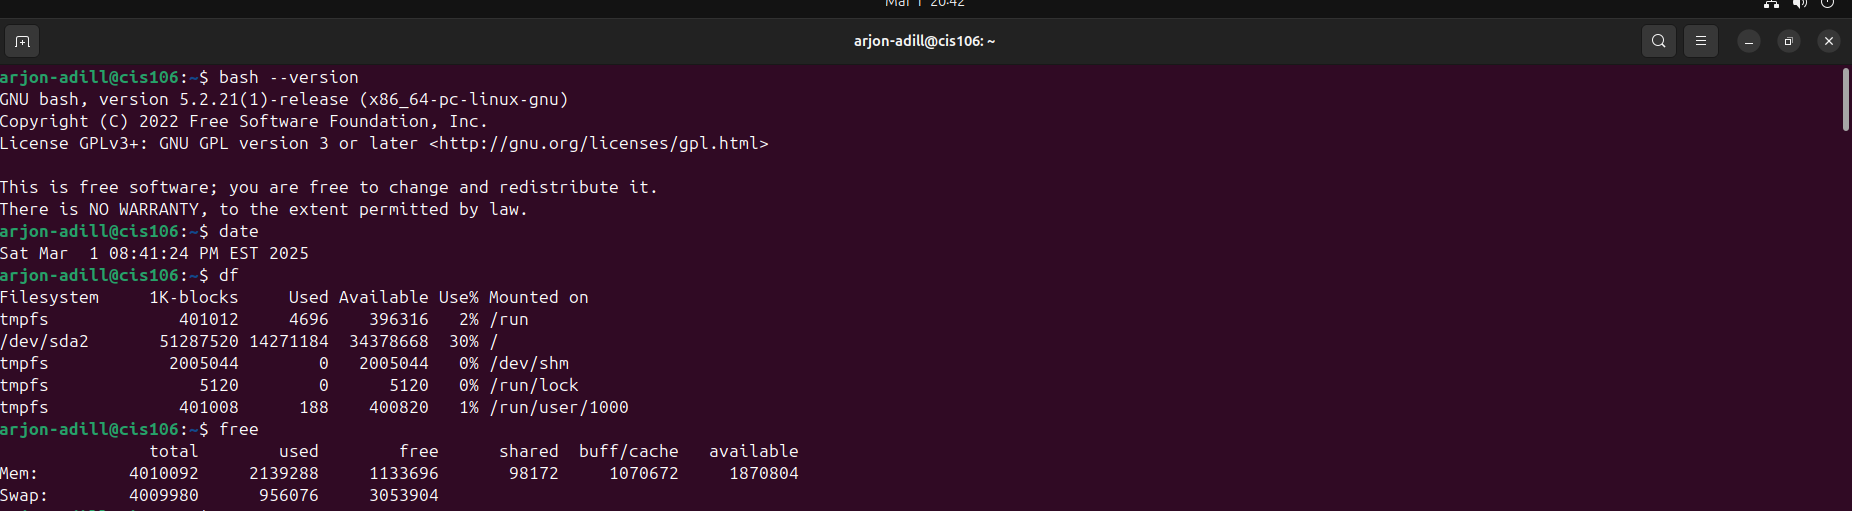 Mar 1 20:42
arjon-adill@cis106: ~
arjon-adill@cis106:~$ bash --version
GNU bash, version 5.2.21(1)-release (x86_64-pc-linux-gnu)
Copyright (C) 2022 Free Software Foundation, Inc.
License GPLv3+: GNU GPL version 3 or later <http://gnu.org/licenses/gpl.html>

This is free software; you are free to change and redistribute it.
There is NO WARRANTY, to the extent permitted by law.
arjon-adill@cis106:~$ date
Sat Mar  1 08:41:24 PM EST 2025
arjon-adill@cis106:~$ df
Filesystem     1K-blocks     Used Available Use% Mounted on
tmpfs             401012     4696    396316   2% /run
/dev/sda2       51287520 14271184  34378668  30% /
tmpfs            2005044        0   2005044   0% /dev/shm
tmpfs               5120        0      5120   0% /run/lock
tmpfs             401008      188    400820   1% /run/user/1000
arjon-adill@cis106:~$ free
               total        used        free      shared  buff/cache   available
Mem:         4010092     2139288     1133696       98172     1070672     1870804
Swap:        4009980      956076     3053904